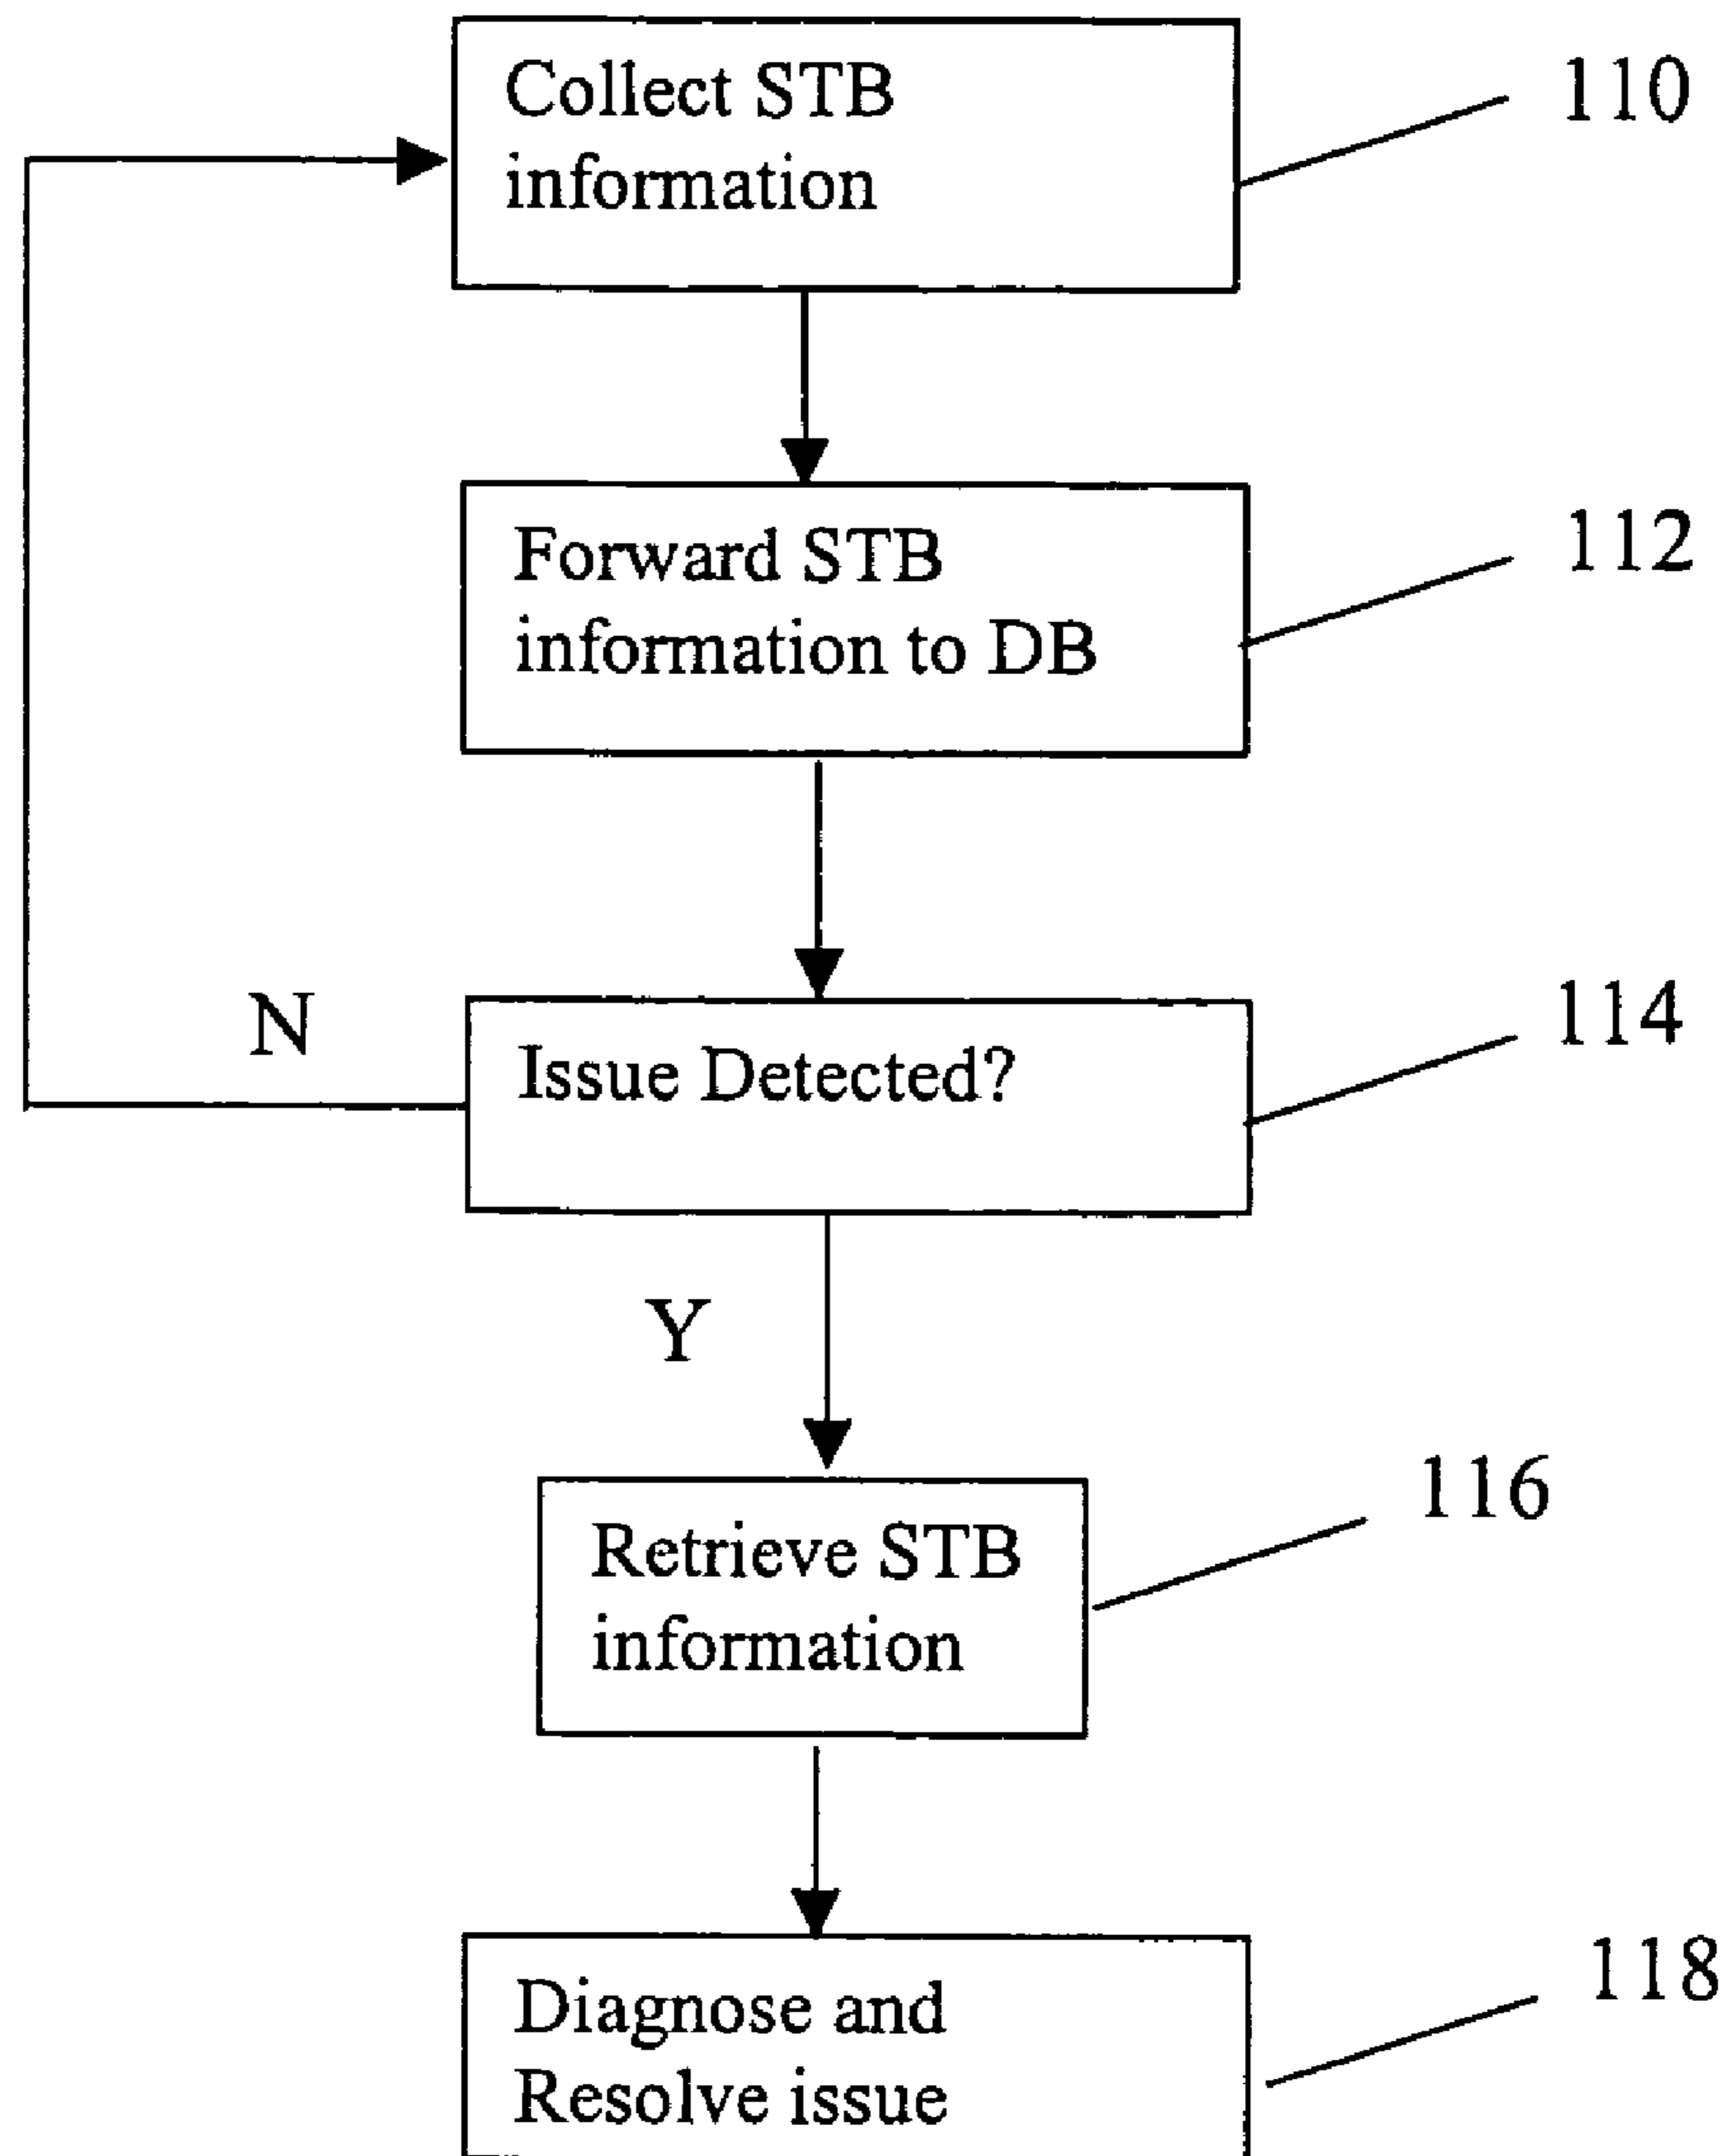 Collect STB
information
110
Forward STB
information to DB
112
N
Issue Detected?
114
Y
Retrieve STB
information
116
Diagnose and
Resolve issue
118